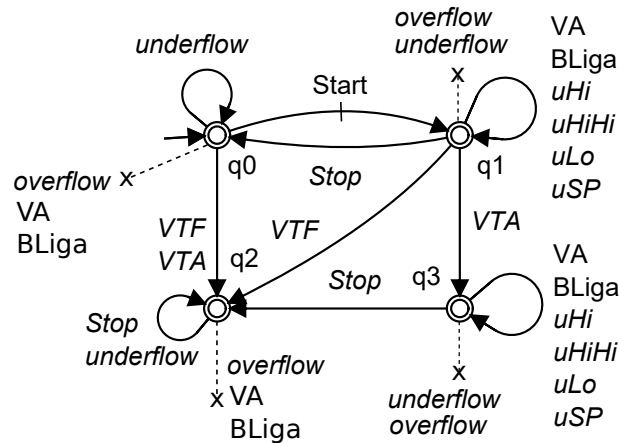 overflow
underflow
VA
BLiga
uHi
uHiHi
uLo
uSP
underflow
Start
x
q0
q1
Stop
overflow x
VA
BLiga
VTF
VTA
VTF
VTA
q2
q3
Stop
VA
BLiga
uHi
uHiHi
uLo
uSP
Stop
underflow
overflow
x VA
BLiga
x
underflow
overflow